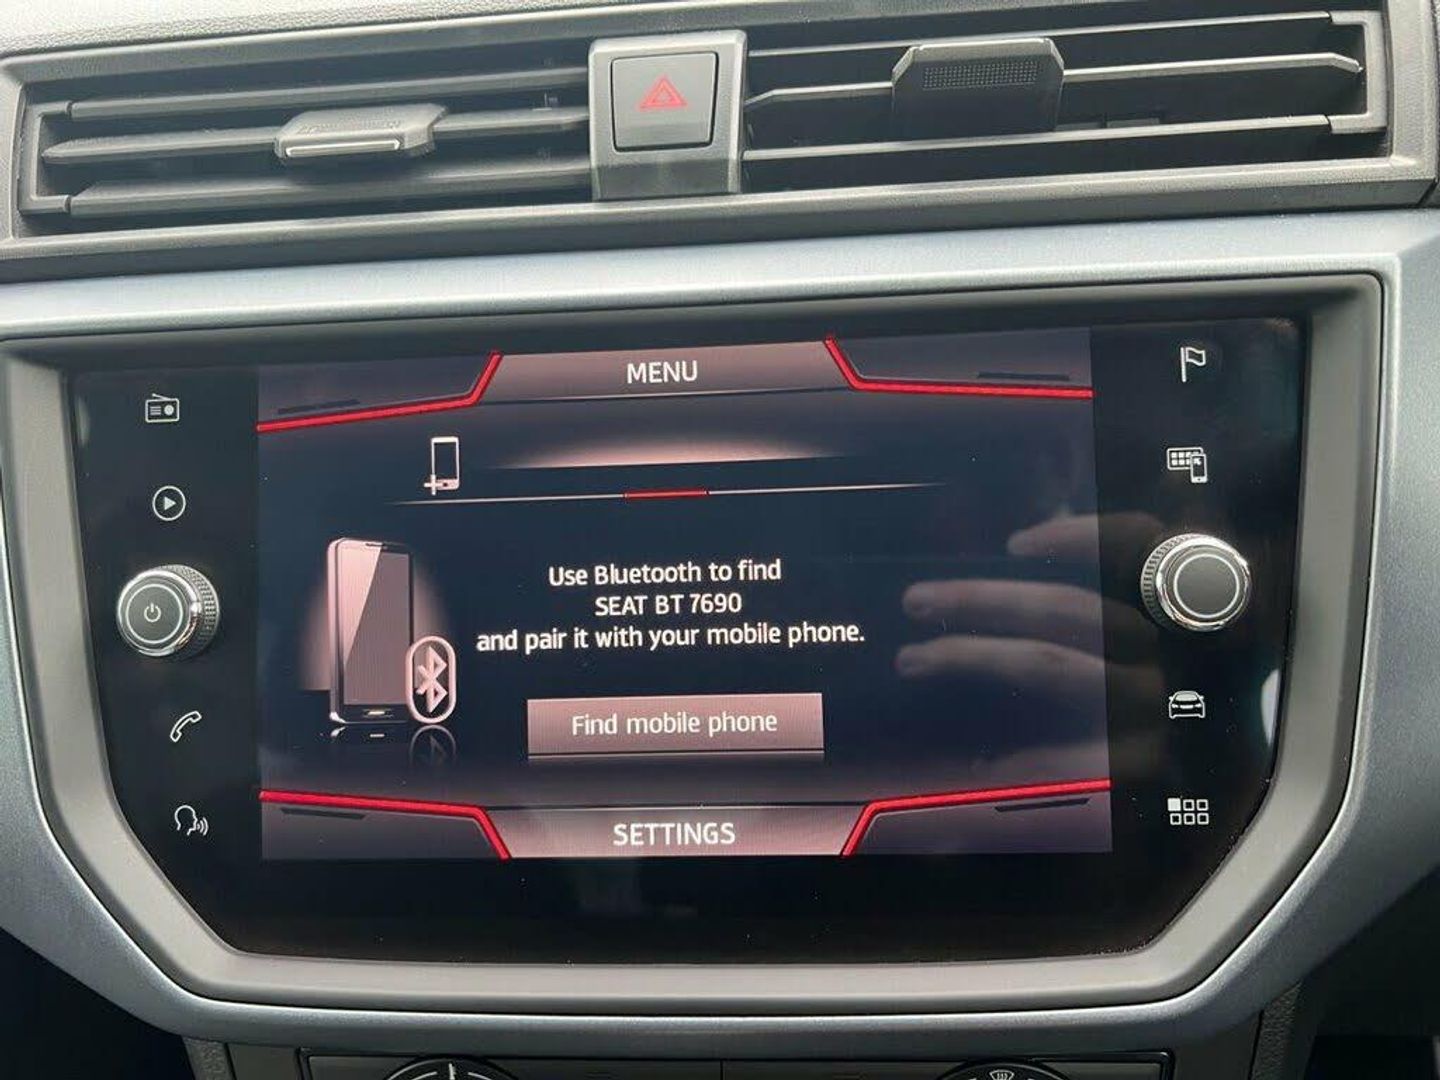 MENU
Use Bluetooth to find
SEAT BT 7690
and pair it with your mobile phone.
Find mobile phone
SETTINGS